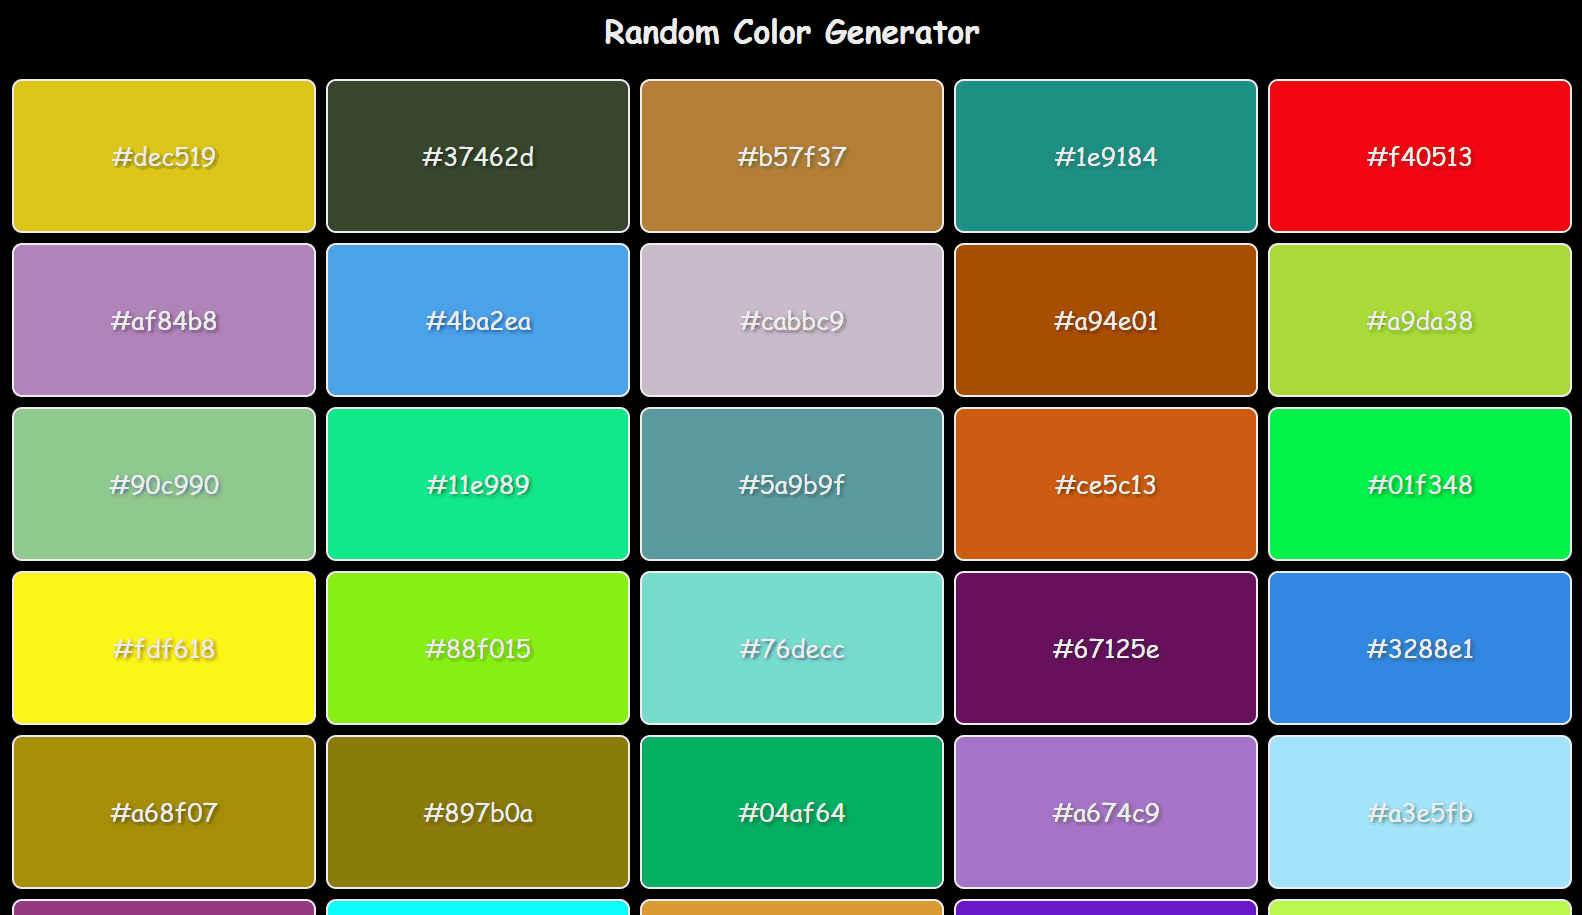 Random Color Generator
#dec519 #37462d #b57f37 #1e9184 #f40513
#af84b8 #4ba2ea #cabbc9 #a94e01 #a9da38
#90c990 #11e989 #5a9b9f #ce5c13 #01f348
#fdf618 #88f015 #76decc #67125e #3288e1
#a68f07 #897b0a #04af64 #a674c9 #a3e5fb